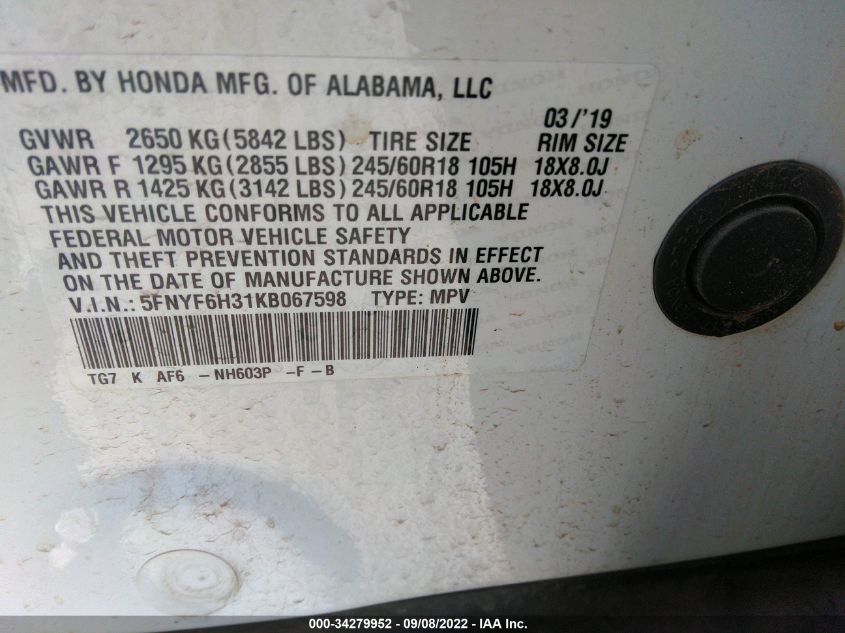 MFD. BY HONDA MFG. OF ALABAMA, LLC
03/'19
GVWR 2650 KG(5842 LBS) TIRE SIZE RIM SIZE
GAWR F 1295 KG(2855 LBS)245/60R18 105H 18X8.0J
GAWR R 1425 KG(3142 LBS)245/60R18 105H 18X8.0J
THIS VEHICLE CONFORMS TO ALL APPLICABLE
FEDERAL MOTOR VEHICLE SAFETY
AND THEFT PREVENTION STANDARDS IN EFFECT
ON THE DATE OF MANUFACTURE SHOWN ABOVE.
V.I.N.: 5FNYF6H31KB067598 TYPE: MPV
TG7 K AF6 -NH603P -F-B
000-34279952 - 09/08/2022 - IAA Inc.